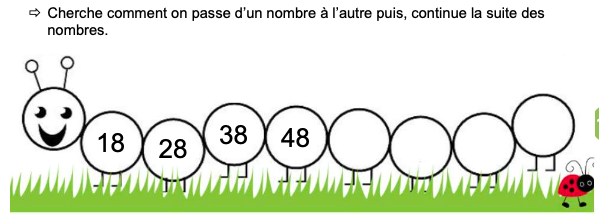 ⇨ Cherche comment on passe d’un nombre à l’autre puis, continue la suite des
nombres.
18 28 38 48